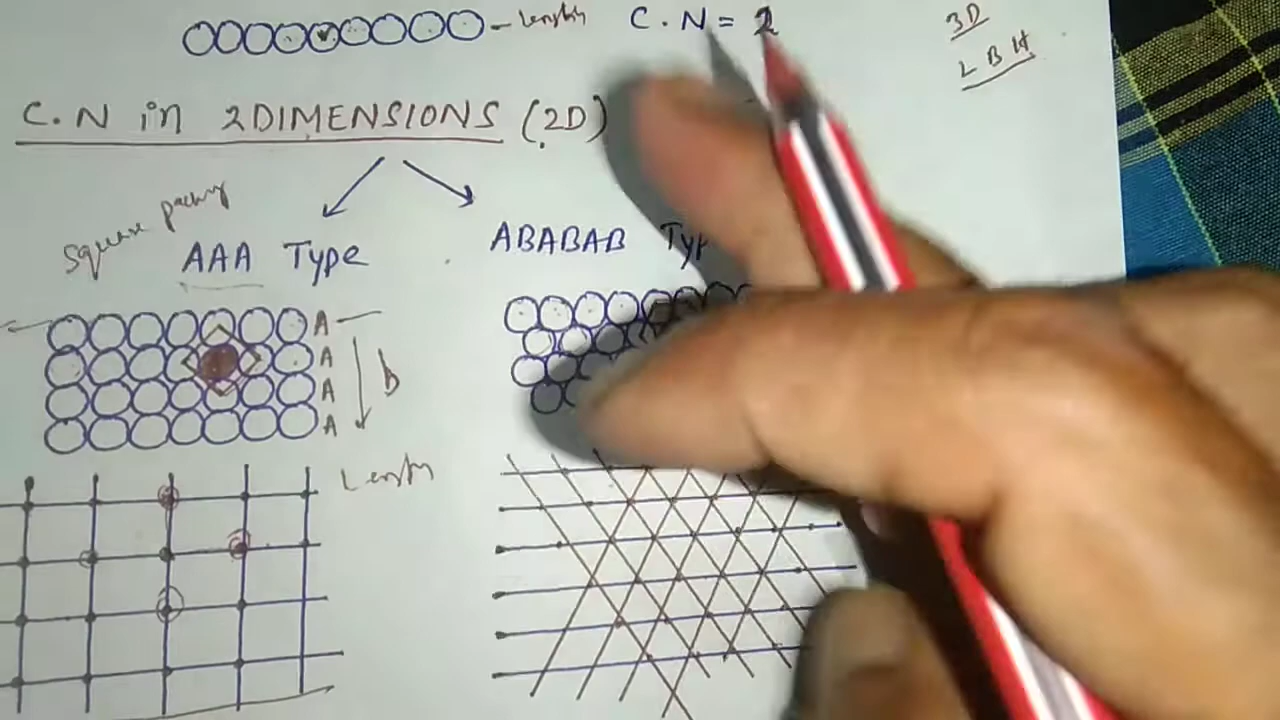 Length C.N = 2
3D
L B H
C.N in 2DIMENSIONS (2D)
Square packing
AAA Type
ABABAB
A
A
A
A
b
Length